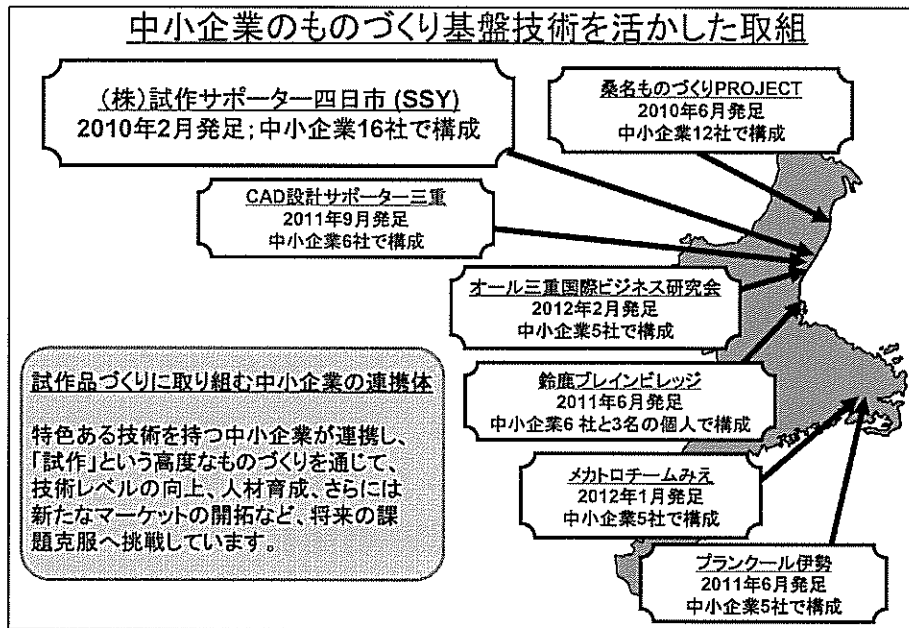 中小企業のものづくり基盤技術を活かした取組
(株)試作サポーター四日市 (SSY)
2010年2月発足; 中小企業16社で構成
桑名ものづくりPROJECT
2010年6月発足
中小企業12社で構成
CAD設計サポーター三重
2011年9月発足
中小企業6社で構成
オール三重国際ビジネス研究会
2012年2月発足
中小企業5社で構成
鈴鹿ブレインビレッジ
2011年6月発足
中小企業6 社と3名の個人で構成
メカトロチームみえ
2012年1月発足
中小企業5社で構成
プランクール伊勢
2011年6月発足
中小企業5社で構成
試作品づくりに取り組む中小企業の連携体
特色ある技術を持つ中小企業が連携し、
「試作」という高度なものづくりを通じて、
技術レベルの向上、人材育成、さらには
新たなマーケットの開拓など、将来の課
題克服へ挑戦しています。